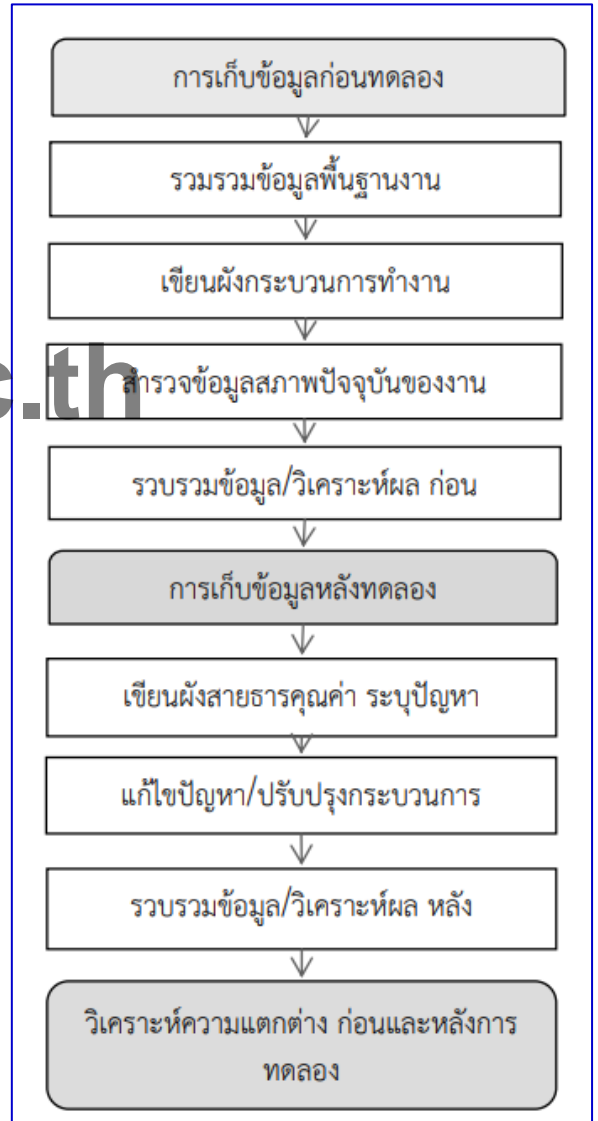 การเก็บข้อมูลก่อนทดลอง
รวมรวมข้อมูลพื้นฐานงาน
เขียนผังกระบวนการทำงาน
c.th
สำรวจข้อมูลสภาพปัจจุบันของงาน
รวบรวมข้อมูล/วิเคราะห์ผล ก่อน
การเก็บข้อมูลหลังทดลอง
เขียนผังสายธารคุณค่า ระบุปัญหา
แก้ไขปัญหา/ปรับปรุงกระบวนการ
รวบรวมข้อมูล/วิเคราะห์ผล หลัง
วิเคราะห์ความแตกต่าง ก่อนและหลังการ
ทดลอง